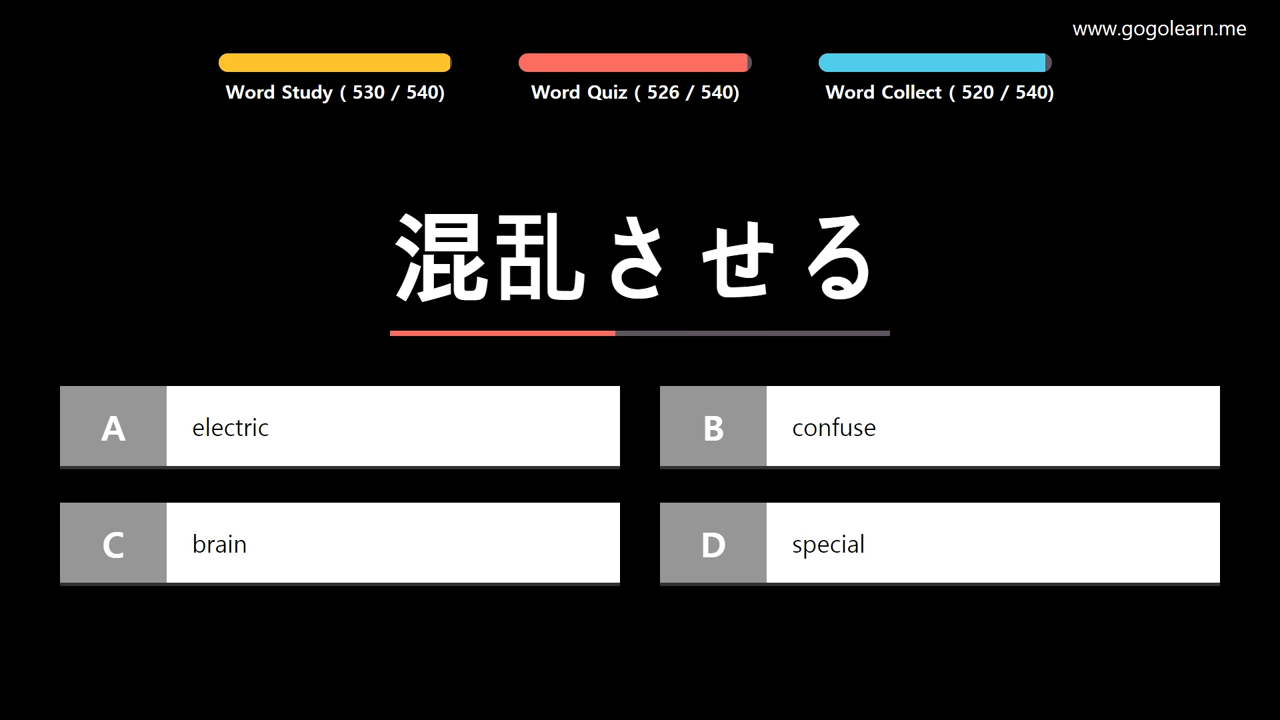 www.gogolearn.me
Word Study ( 530 / 540)
Word Quiz ( 526 / 540)
Word Collect ( 520 / 540)
混乱させる
A electric
B confuse
C brain
D special